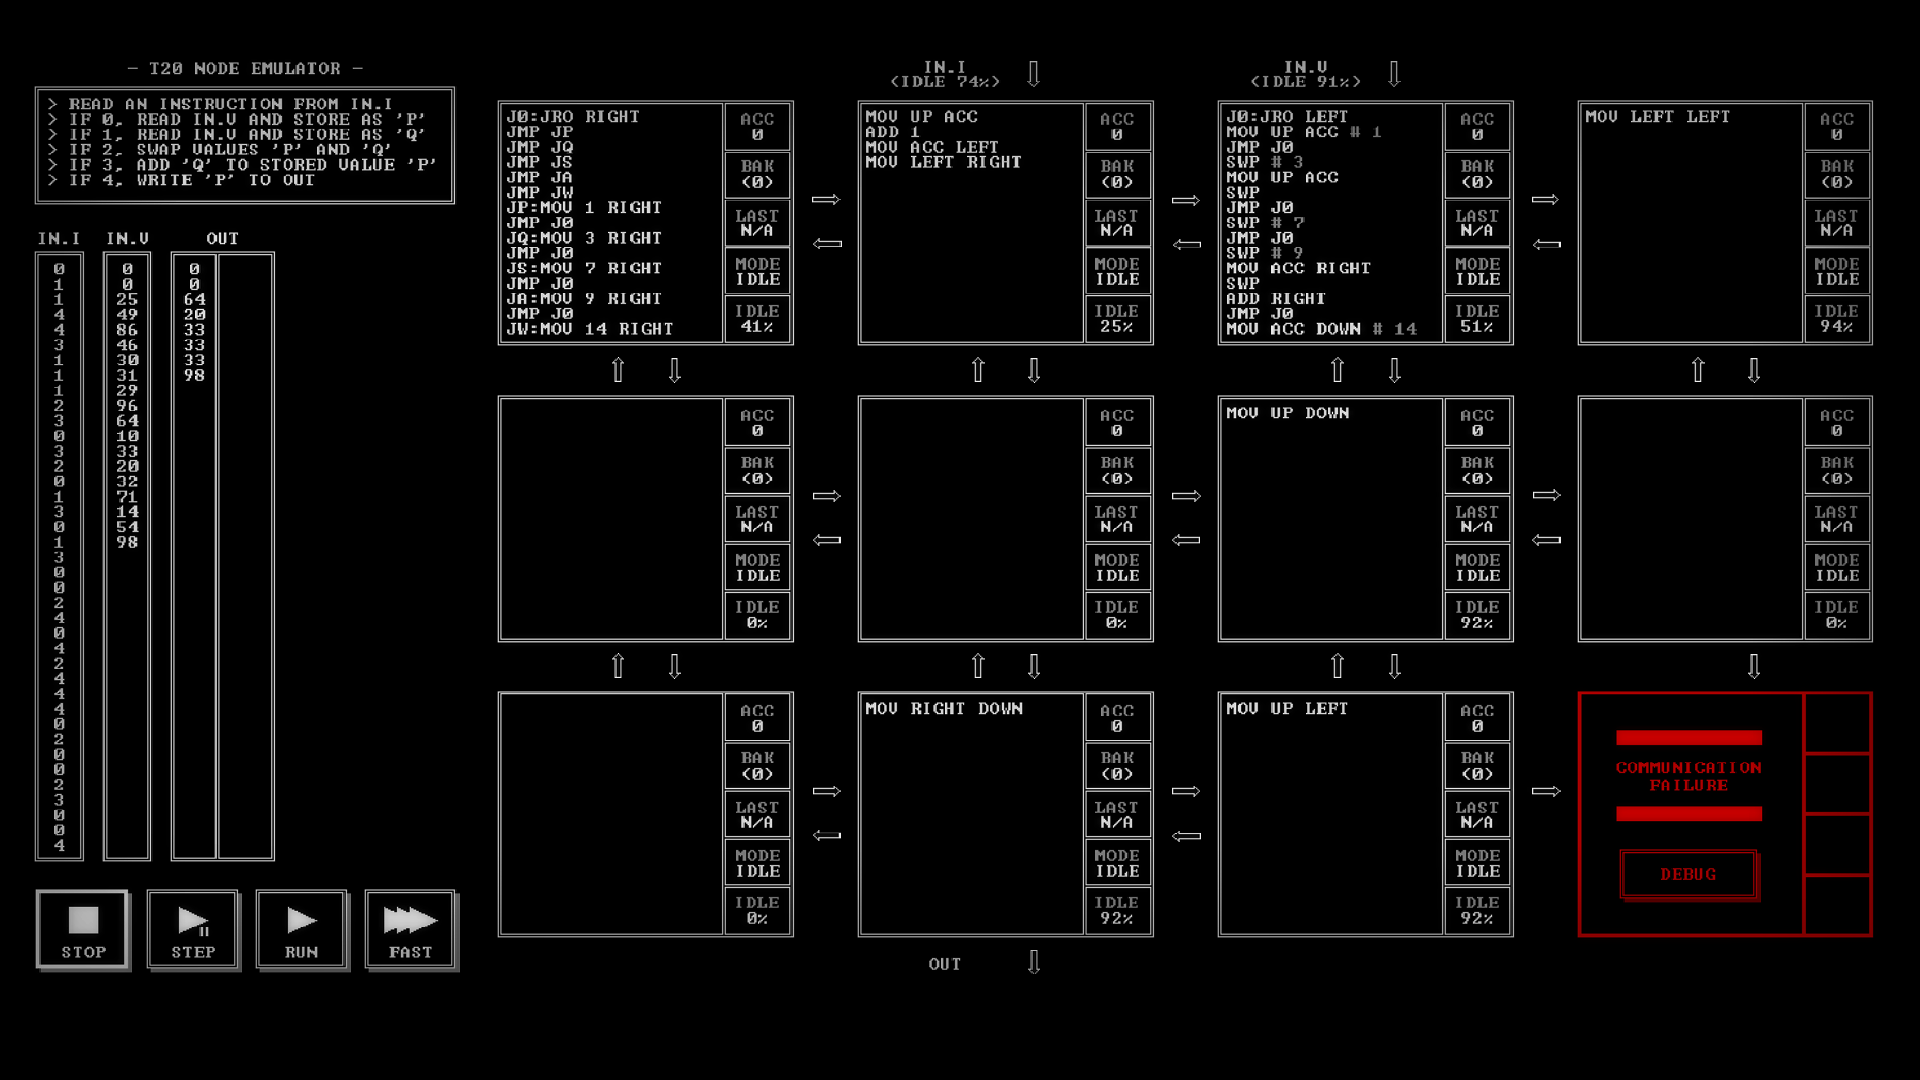 - T20 NODE EMULATOR -
> READ AN INSTRUCTION FROM IN.I
> IF 0, READ IN.V AND STORE AS 'P'
> IF 1, READ IN.V AND STORE AS 'Q'
> IF 2, SWAP VALUES 'P' AND 'Q'
> IF 3, ADD 'Q' TO STORED VALUE 'P'
> IF 4, WRITE 'P' TO OUT
IN.I IN.V OUT
0 0 0
1 0 0
1 25 64
4 49 20
4 86 33
3 46 33
1 30 33
1 31 98
1 29
2 96
3 64
0 10
3 33
2 20
0 32
1 71
3 14
0 54
1 98
3
0
0
2
4
0
4
2
4
4
4
0
2
0
0
2
3
0
0
4
STOP
STEP
RUN
FAST
J0:JRO RIGHT
JMP JP
JMP JQ
JMP JS
JMP JA
JMP JW
JP:MOV 1 RIGHT
JMP J0
JQ:MOV 3 RIGHT
JMP J0
JS:MOV 7 RIGHT
JMP J0
JA:MOV 9 RIGHT
JMP J0
JW:MOV 14 RIGHT
ACC
0
BAK
(0)
LAST
N/A
MODE
IDLE
IDLE
41%
IN.I
(IDLE 74%)
MOV UP ACC
ADD 1
MOV ACC LEFT
MOV LEFT RIGHT
ACC
0
BAK
(0)
LAST
N/A
MODE
IDLE
IDLE
25%
IN.V
(IDLE 91%)
J0:JRO LEFT
MOV UP ACC # 1
JMP J0
SWP # 3
MOV UP ACC
SWP
JMP J0
SWP # 7
JMP J0
SWP # 9
MOV ACC RIGHT
SWP
ADD RIGHT
JMP J0
MOV ACC DOWN # 14
ACC
0
BAK
(0)
LAST
N/A
MODE
IDLE
IDLE
51%
MOV LEFT LEFT
ACC
0
BAK
(0)
LAST
N/A
MODE
IDLE
IDLE
94%
ACC
0
BAK
(0)
LAST
N/A
MODE
IDLE
IDLE
0%
ACC
0
BAK
(0)
LAST
N/A
MODE
IDLE
IDLE
0%
MOV UP DOWN
ACC
0
BAK
(0)
LAST
N/A
MODE
IDLE
IDLE
92%
ACC
0
BAK
(0)
LAST
N/A
MODE
IDLE
IDLE
0%
ACC
0
BAK
(0)
LAST
N/A
MODE
IDLE
IDLE
0%
MOV RIGHT DOWN
ACC
0
BAK
(0)
LAST
N/A
MODE
IDLE
IDLE
92%
MOV UP LEFT
ACC
0
BAK
(0)
LAST
N/A
MODE
IDLE
IDLE
92%
COMMUNICATION
FAILURE
DEBUG
OUT